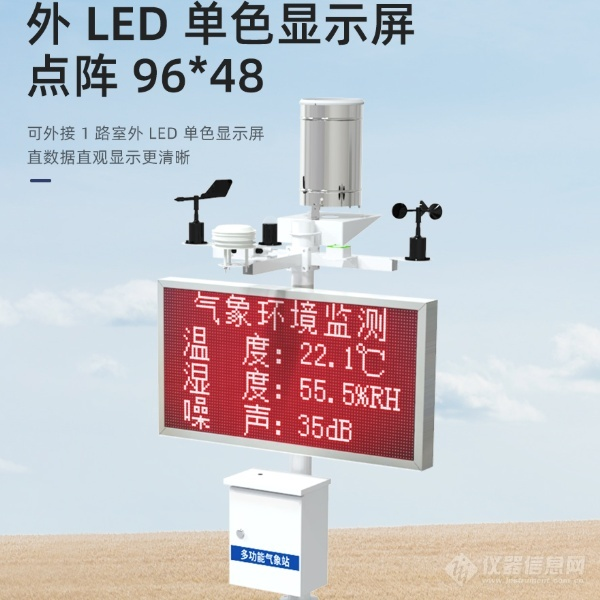 外 LED 单色显示屏
点阵 96*48
可外接 1 路室外 LED 单色显示屏
直数据直观显示更清晰
气象环境监测
温 度：22.1℃
湿 度：55.5%RH
噪 声：35dB
多功能气象站
仪器信息网